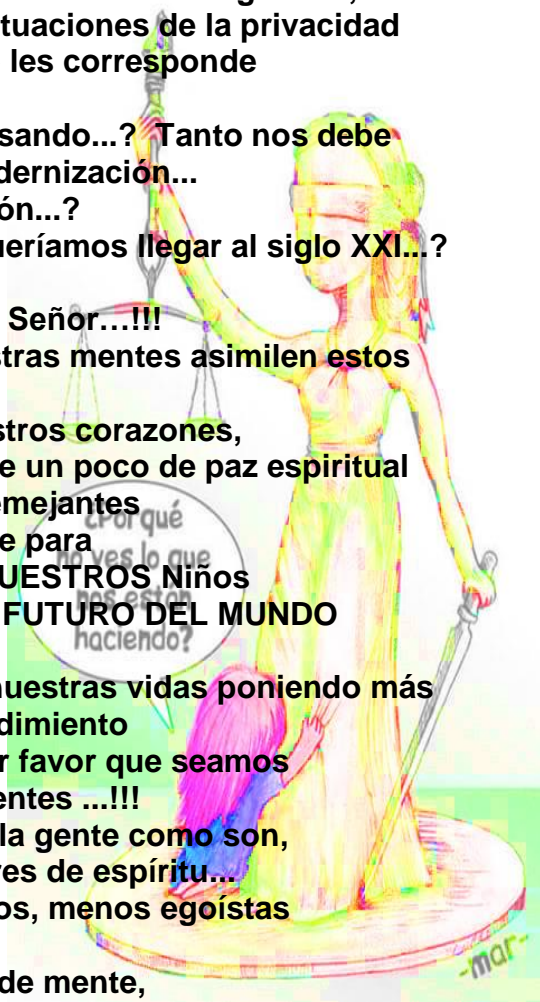 tuaciones de la privacidad
les corresponde
sando...? Tanto nos debe
dernización...
ón...?
ueríamos llegar al siglo XXI...?
Señor...!!!
stras mentes asimilen estos
stros corazones,
e un poco de paz espiritual
emejantes
e para
UESTROS Niños
FUTURO DEL MUNDO
nuestras vidas poniendo más
dimiento
r favor que seamos
entes ...!!!
la gente como son,
res de espíritu...
os, menos egoístas
de mente,
¿Por qué
no ves lo que
nos están
haciendo?
-mar-